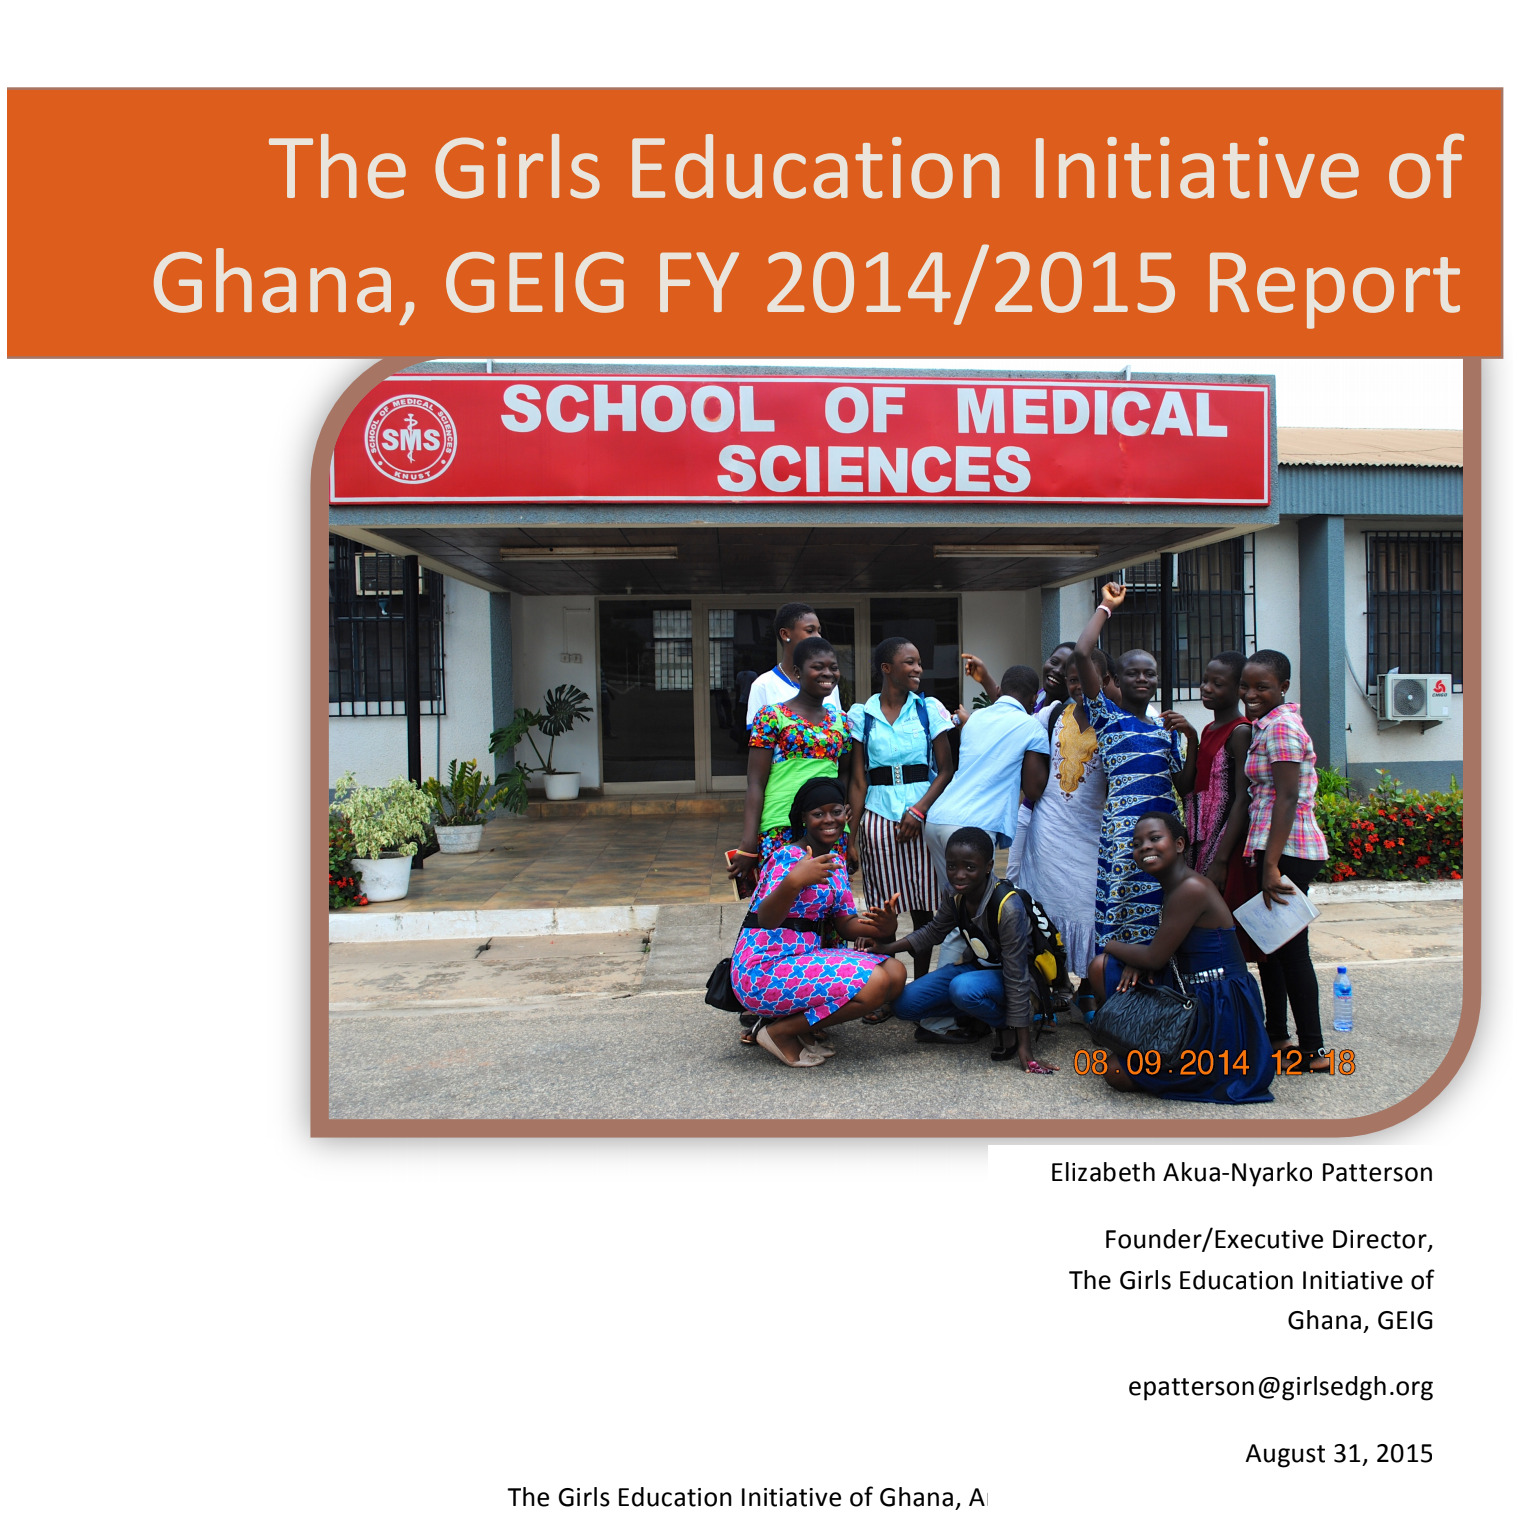 The Girls Education Initiative of
Ghana, GEIG FY 2014/2015 Report
SCHOOL OF MEDICAL
SCIENCES
SCHOOL OF MEDICAL SCIENCES
SMS
KNUST
08.09.2014 12:18
Elizabeth Akua-Nyarko Patterson
Founder/Executive Director,
The Girls Education Initiative of
Ghana, GEIG
epatterson@girlsedgh.org
August 31, 2015
The Girls Education Initiative of Ghana,